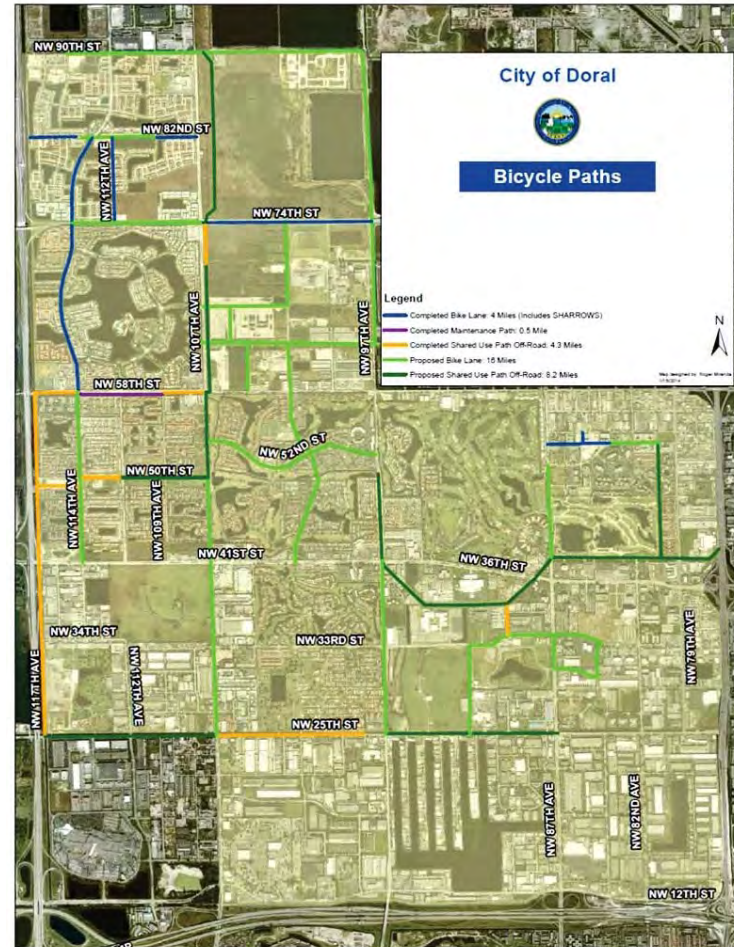 NW 90TH ST
City of Doral
Bicycle Paths
NW 82ND ST
NW 112TH AVE
NW 74TH ST
NW 107TH AVE
NW 97TH AVE
Legend
Completed Bike Lane: 4 Miles (Includes SHARROWS)
Completed Maintenance Path: 0.5 Mile
Completed Shared Use Path Off-Road: 4.3 Miles
Proposed Bike Lane: 16 Miles
Proposed Shared Use Path Off-Road: 8.2 Miles
N
NW 58TH ST
NW 52ND ST
NW 50TH ST
NW 114TH AVE
NW 109TH AVE
NW 41ST ST
NW 36TH ST
NW 34TH ST
NW 33RD ST
NW 79TH AVE
NW 117TH AVE
NW 112TH AVE
NW 25TH ST
NW 87TH AVE
NW 82ND AVE
NW 12TH ST